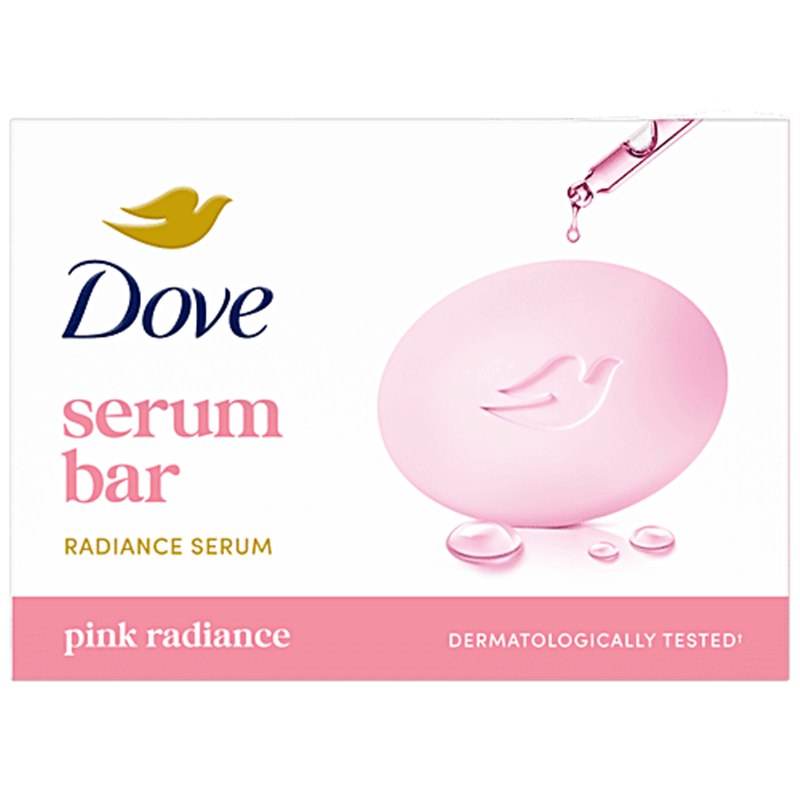 Dove
serum
bar
RADIANCE SERUM
pink radiance
DERMATOLOGICALLY TESTED†